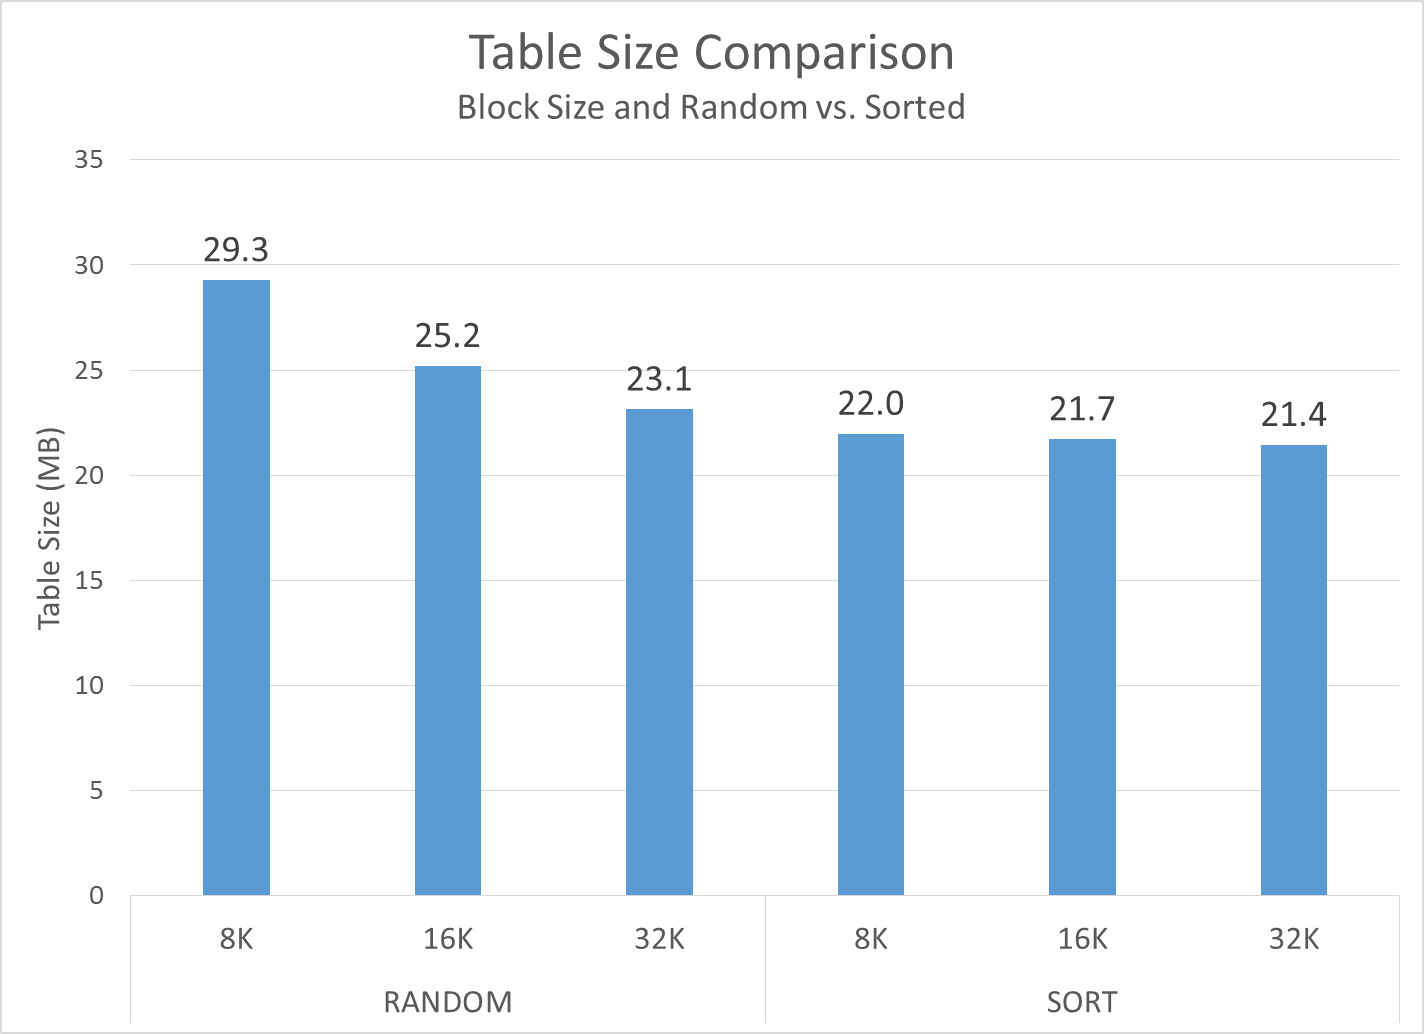 Table Size Comparison
Block Size and Random vs. Sorted
Table Size (MB)
35
30
25
20
15
10
5
0
29.3
25.2
23.1
22.0
21.7
21.4
8K 16K 32K 8K 16K 32K
RANDOM SORT